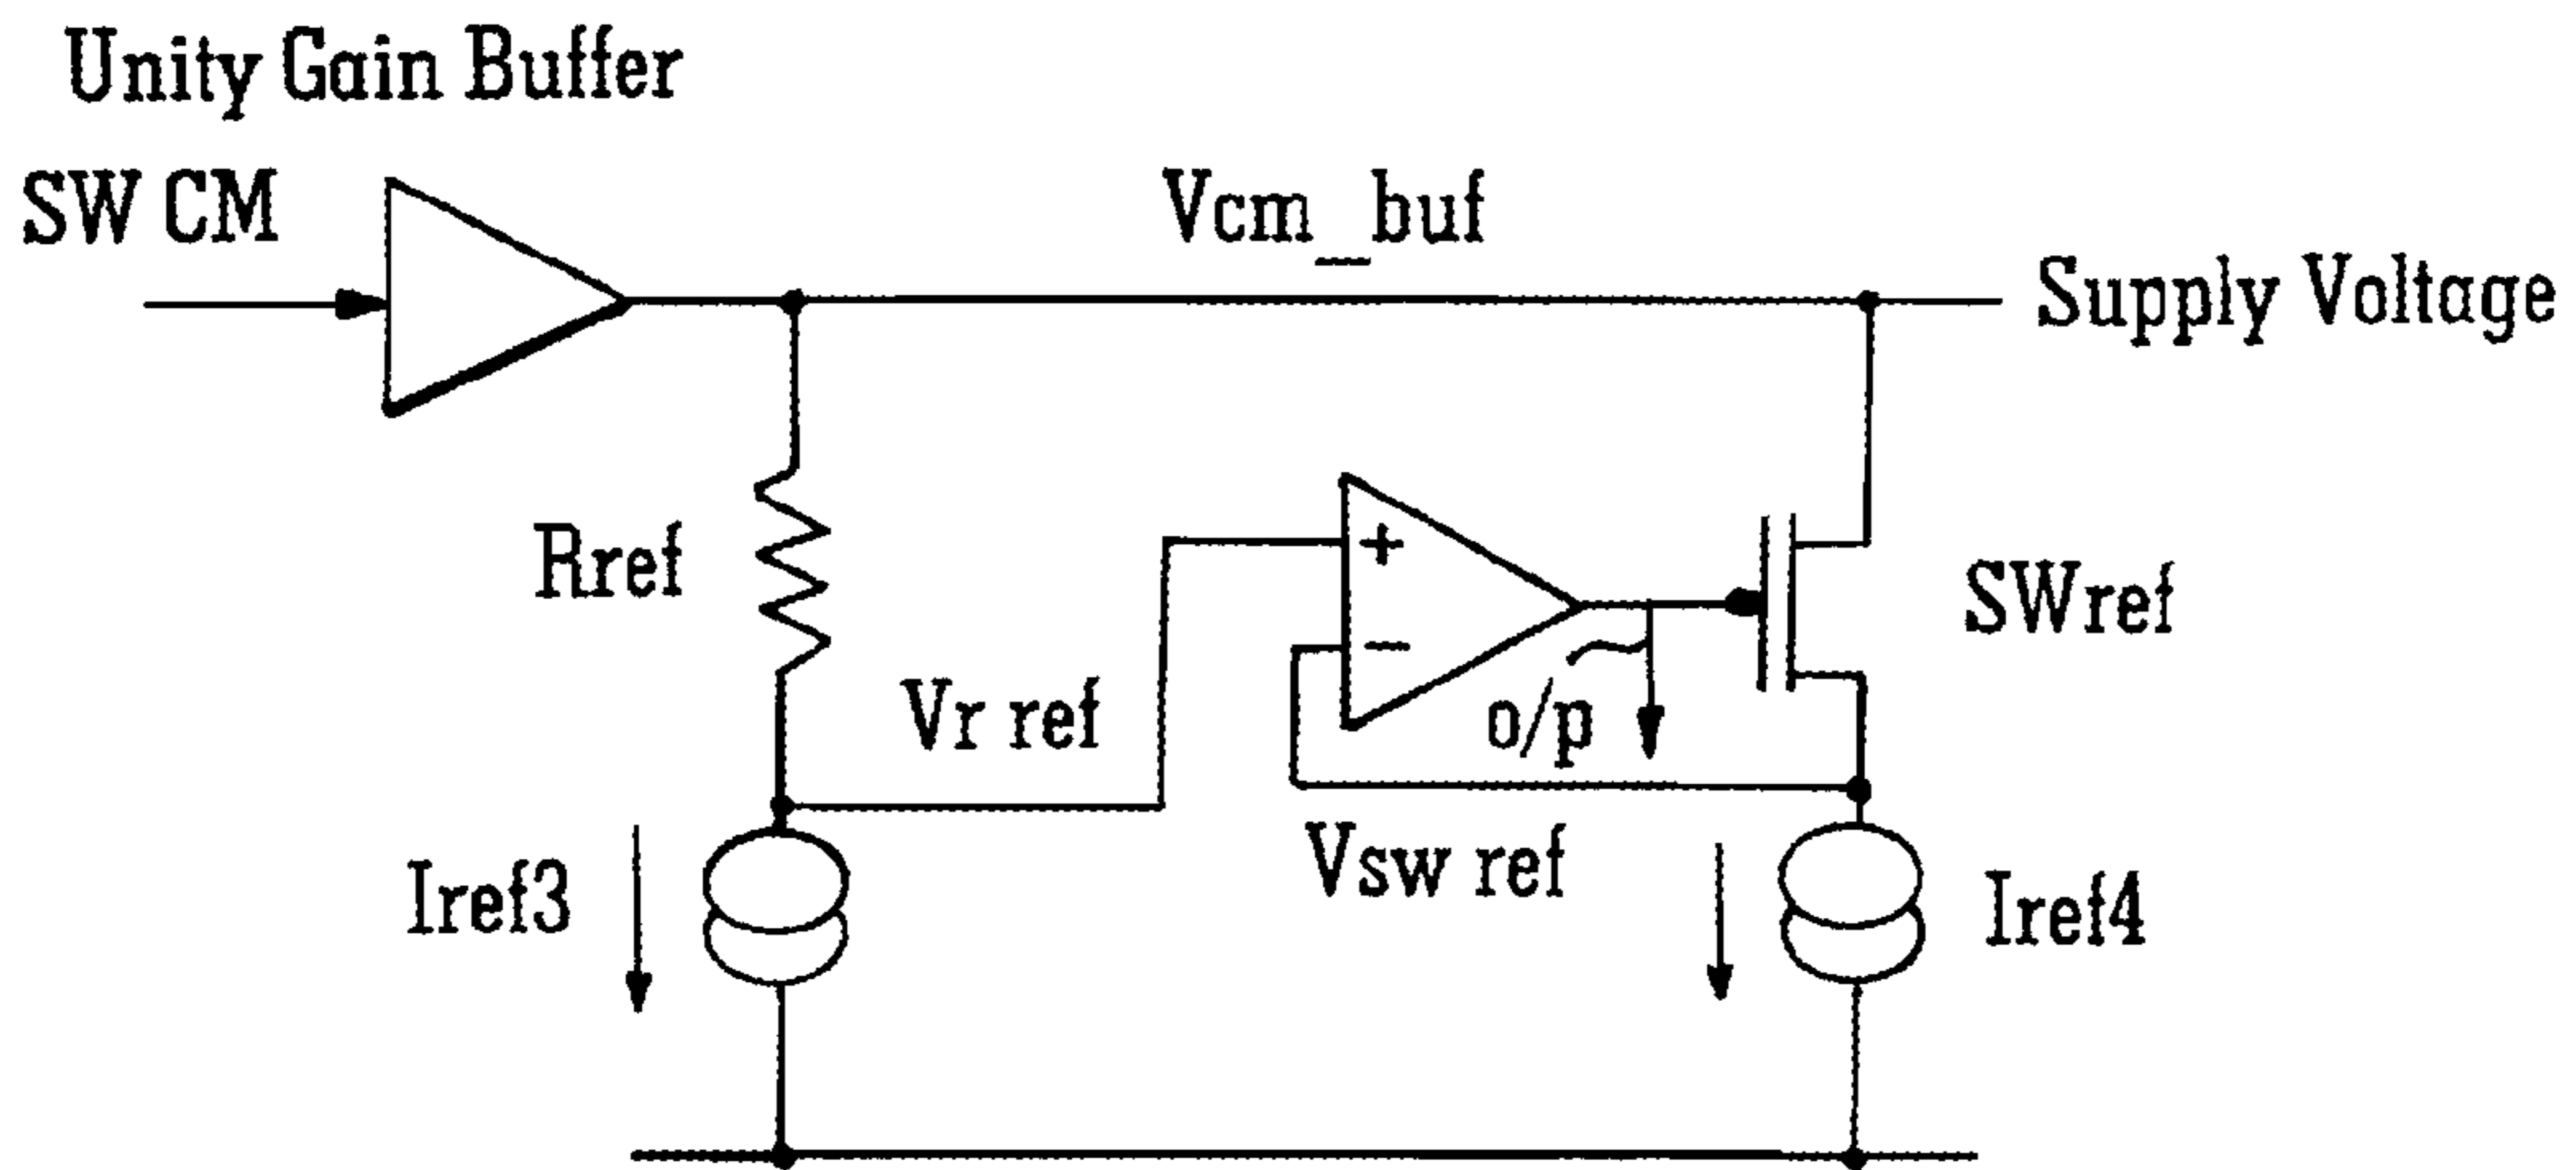 Unity Gain Buffer
SW CM
Vcm_buf
Supply Voltage
Rref
+
−
SWref
Vr ref
o/p
Vsw ref
Iref3
Iref4